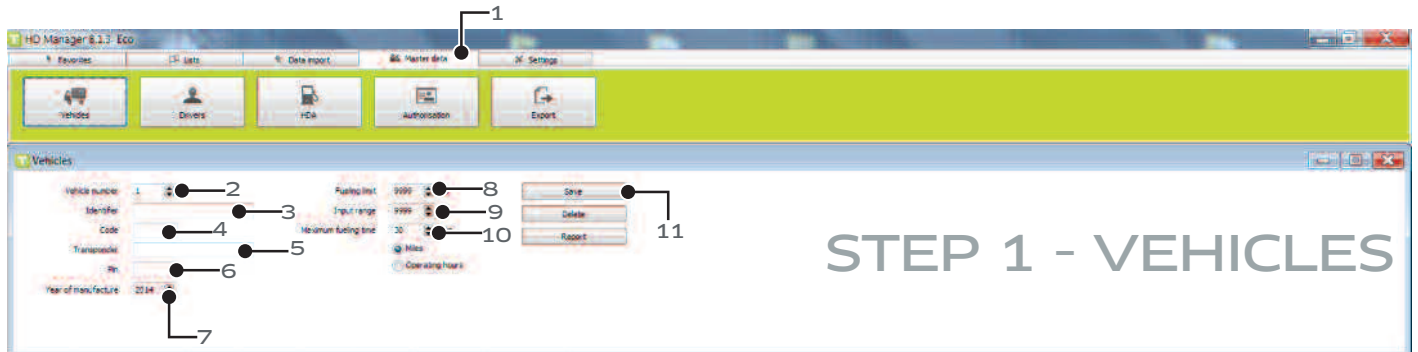 1
HD Manager 6.1.3 Eco
Favorites Lists Data import Master data Settings
Vehicles Drivers HDA Authorisation Export
Vehicles
Vehicle number 1 2 Fueling limit 9999 8 Save
Identifier 3 Input range 9999 9 Delete 11
Code 4 Maximum fueling time 30 10 Report
Transponder 5 Miles
Pin 6 Operating hours
Year of manufacture 2014
7
STEP 1 - VEHICLES